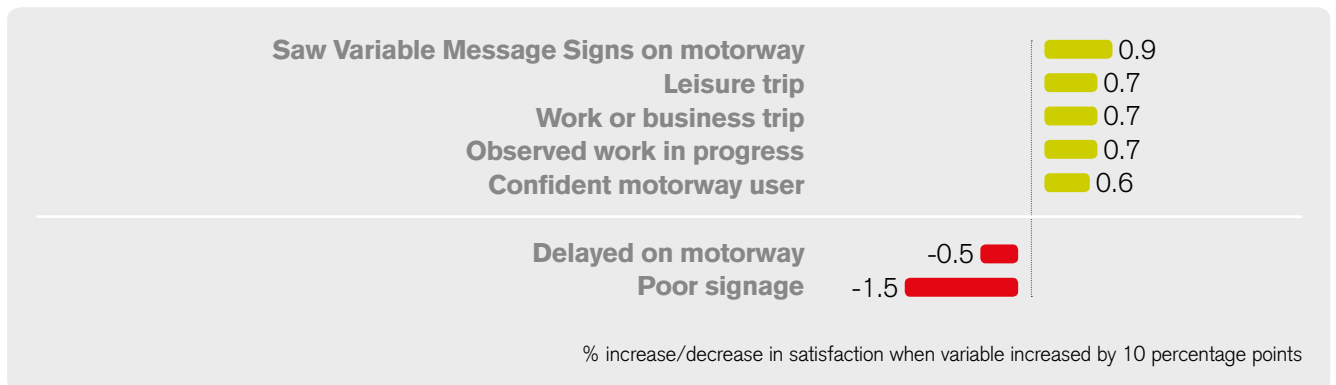 Saw Variable Message Signs on motorway 0.9
Leisure trip 0.7
Work or business trip 0.7
Observed work in progress 0.7
Confident motorway user 0.6
Delayed on motorway -0.5
Poor signage -1.5
% increase/decrease in satisfaction when variable increased by 10 percentage points